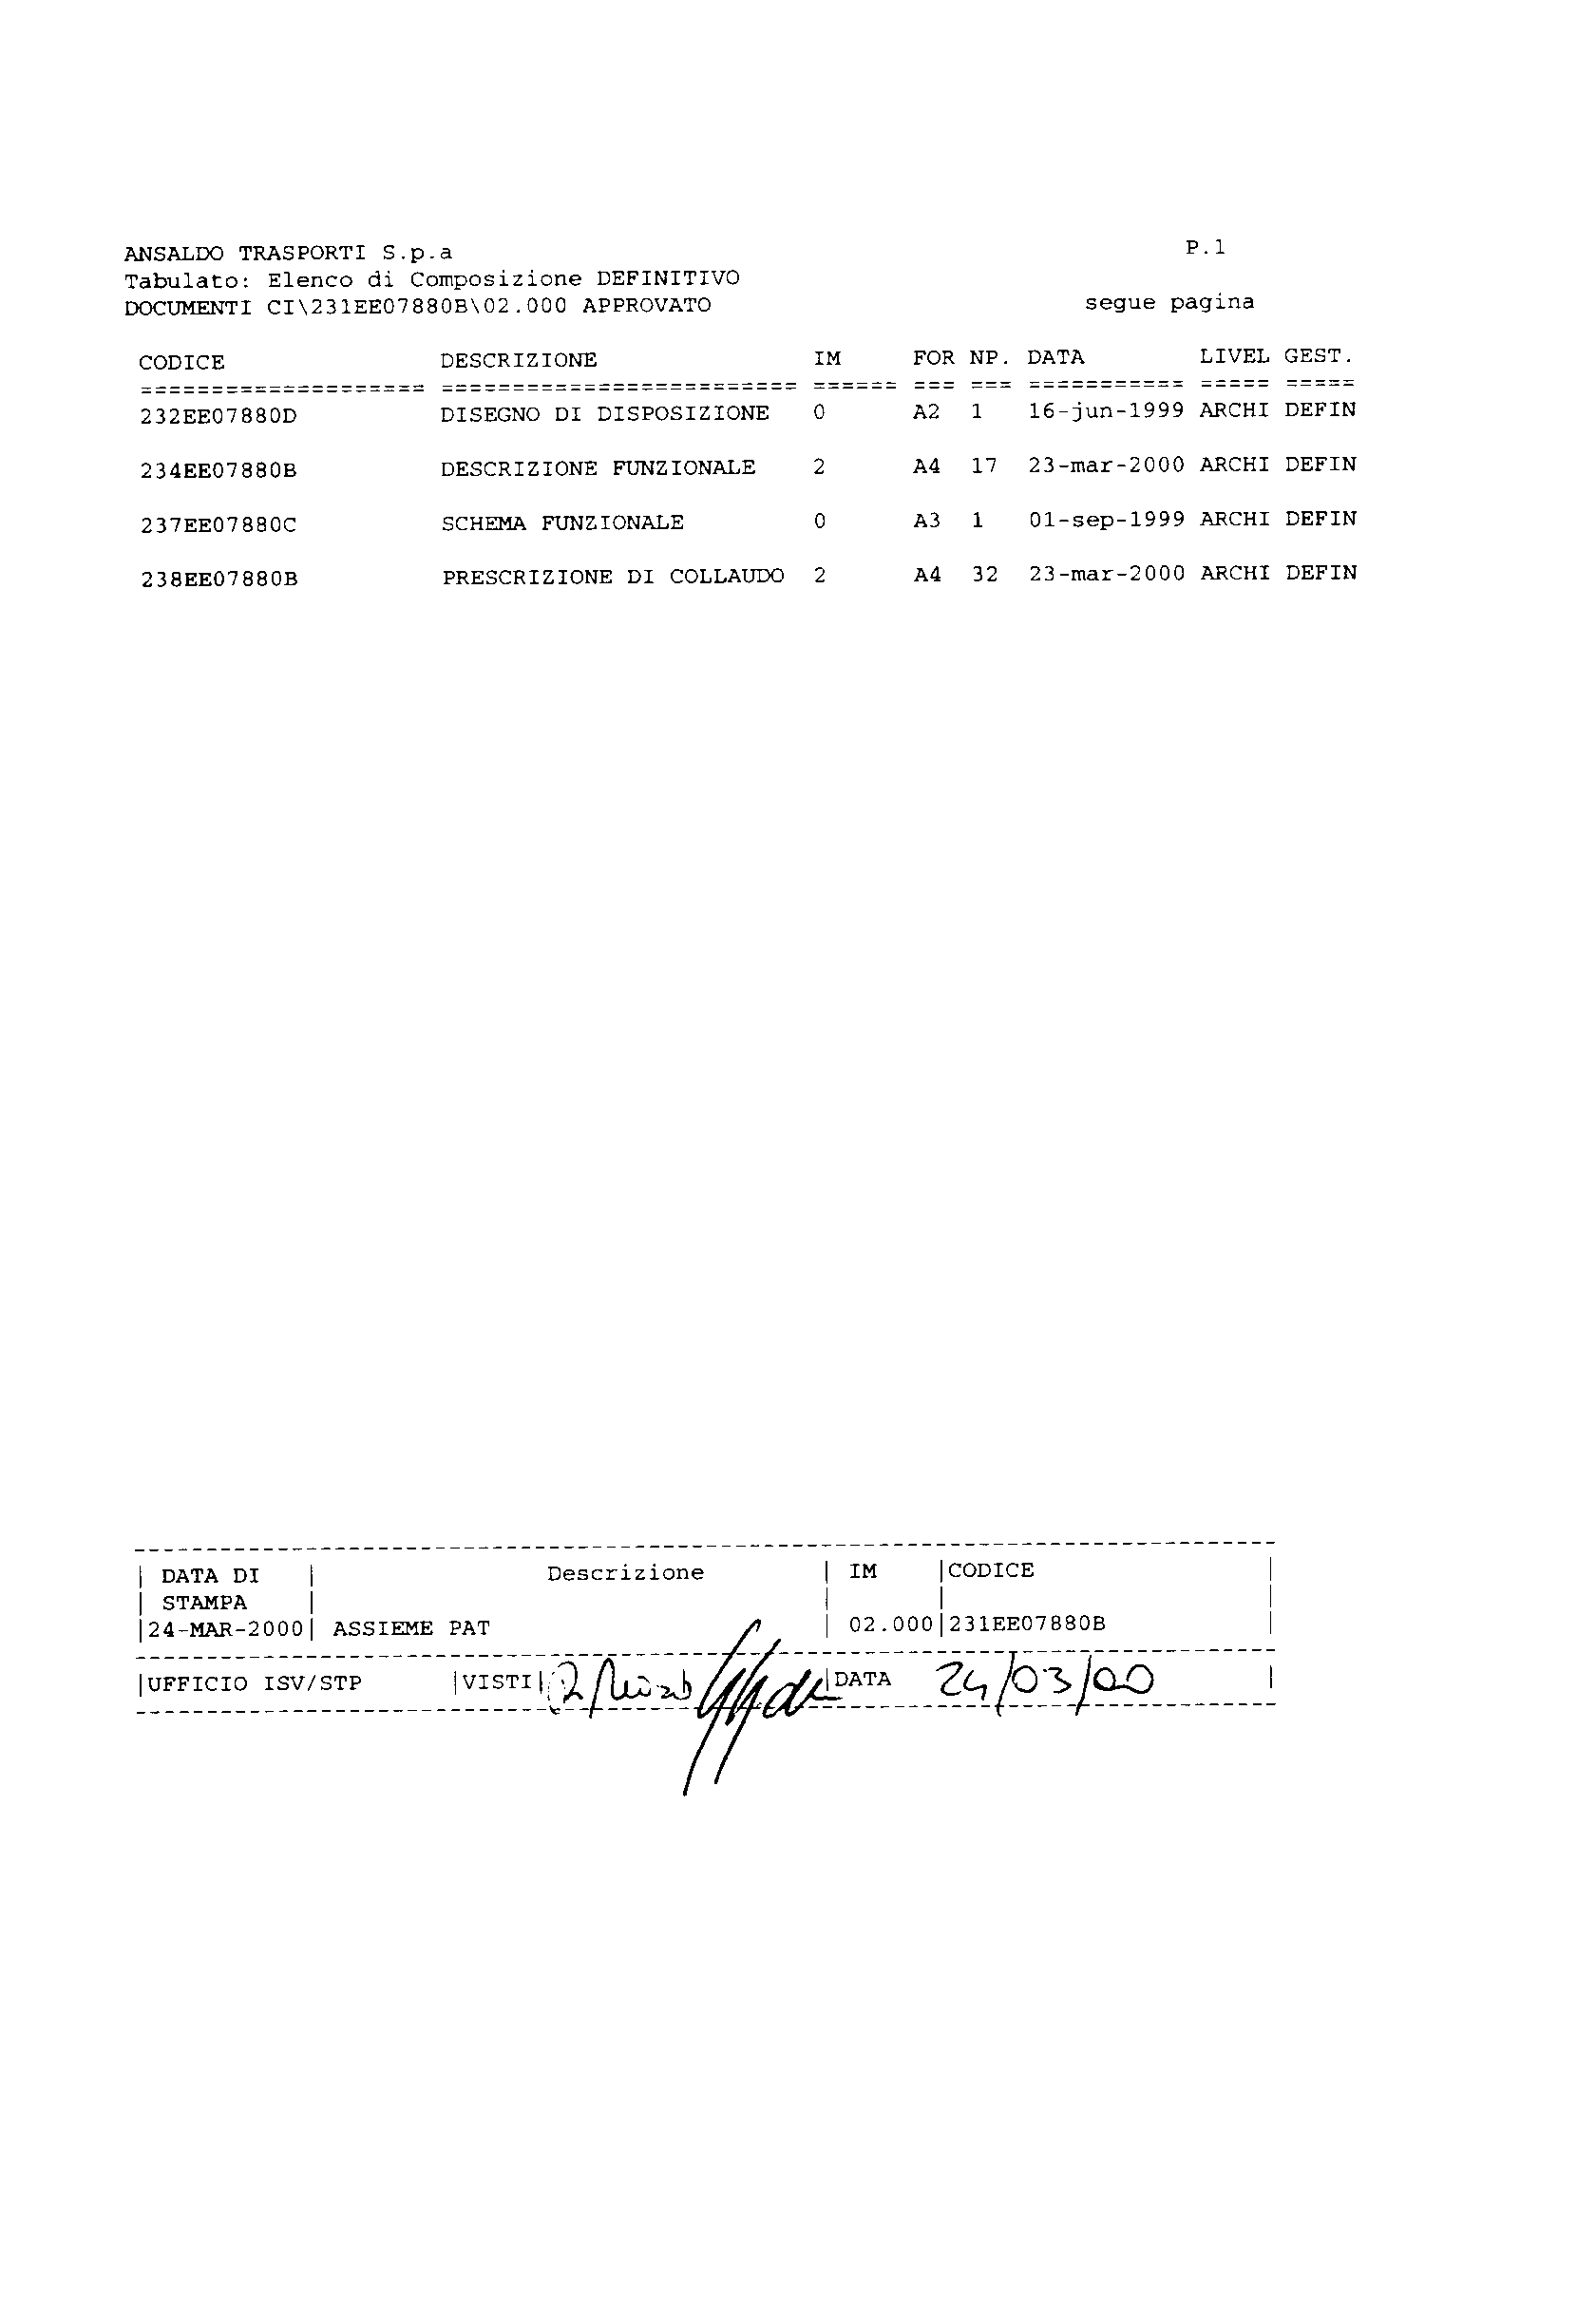 ANSALDO TRASPORTI S.p.a P.1
Tabulato: Elenco di Composizione DEFINITIVO
DOCUMENTI CI\231EE07880B\02.000 APPROVATO segue pagina
CODICE DESCRIZIONE IM FOR NP. DATA LIVEL GEST.
232EE07880D DISEGNO DI DISPOSIZIONE 0 A2 1 16-jun-1999 ARCHI DEFIN
234EE07880B DESCRIZIONE FUNZIONALE 2 A4 17 23-mar-2000 ARCHI DEFIN
237EE07880C SCHEMA FUNZIONALE 0 A3 1 01-sep-1999 ARCHI DEFIN
238EE07880B PRESCRIZIONE DI COLLAUDO 2 A4 32 23-mar-2000 ARCHI DEFIN
DATA DI Descrizione IM CODICE
STAMPA
24-MAR-2000 ASSIEME PAT 02.000 231EE07880B
UFFICIO ISV/STP VISTI DATA 24/03/00